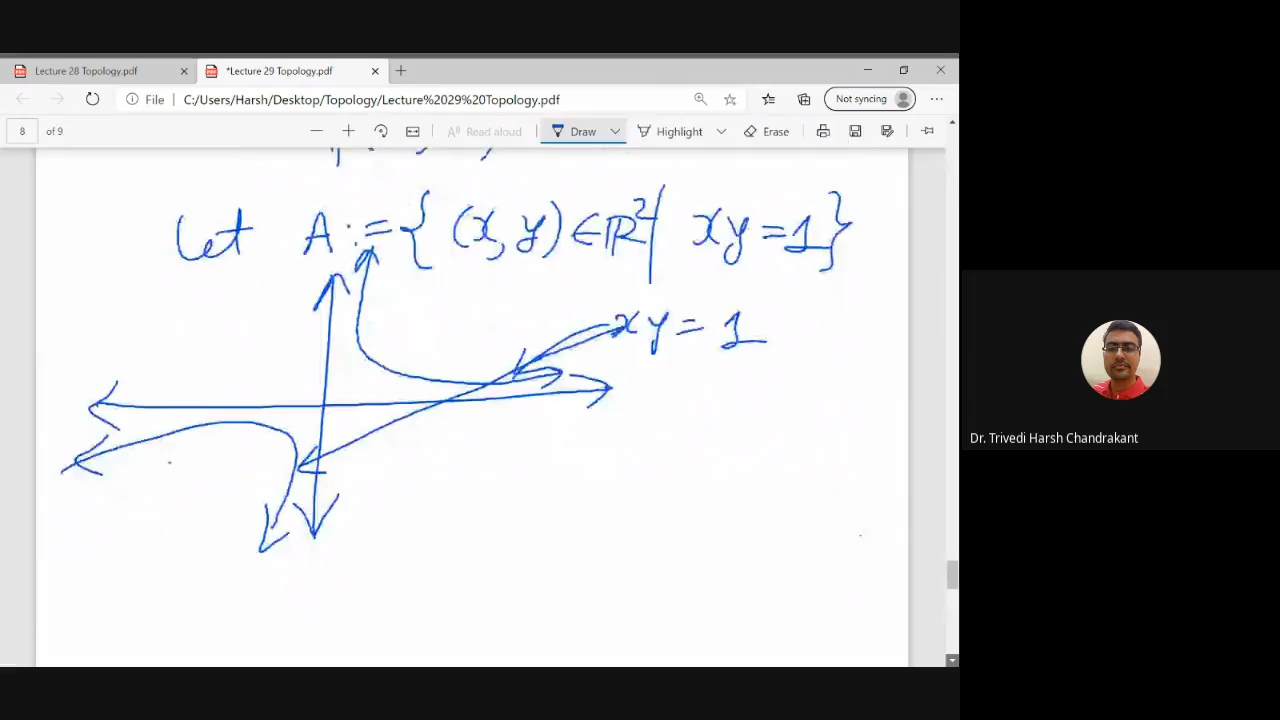 Lecture 28 Topology.pdf
*Lecture 29 Topology.pdf
File
C:/Users/Harsh/Desktop/Topology/Lecture%2029%20Topology.pdf
Not syncing
8 of 9
Read aloud
Draw
Highlight
Erase
Let A := { (x, y) ∈ ℝ² | xy = 1 }
xy = 1
Dr. Trivedi Harsh Chandrakant